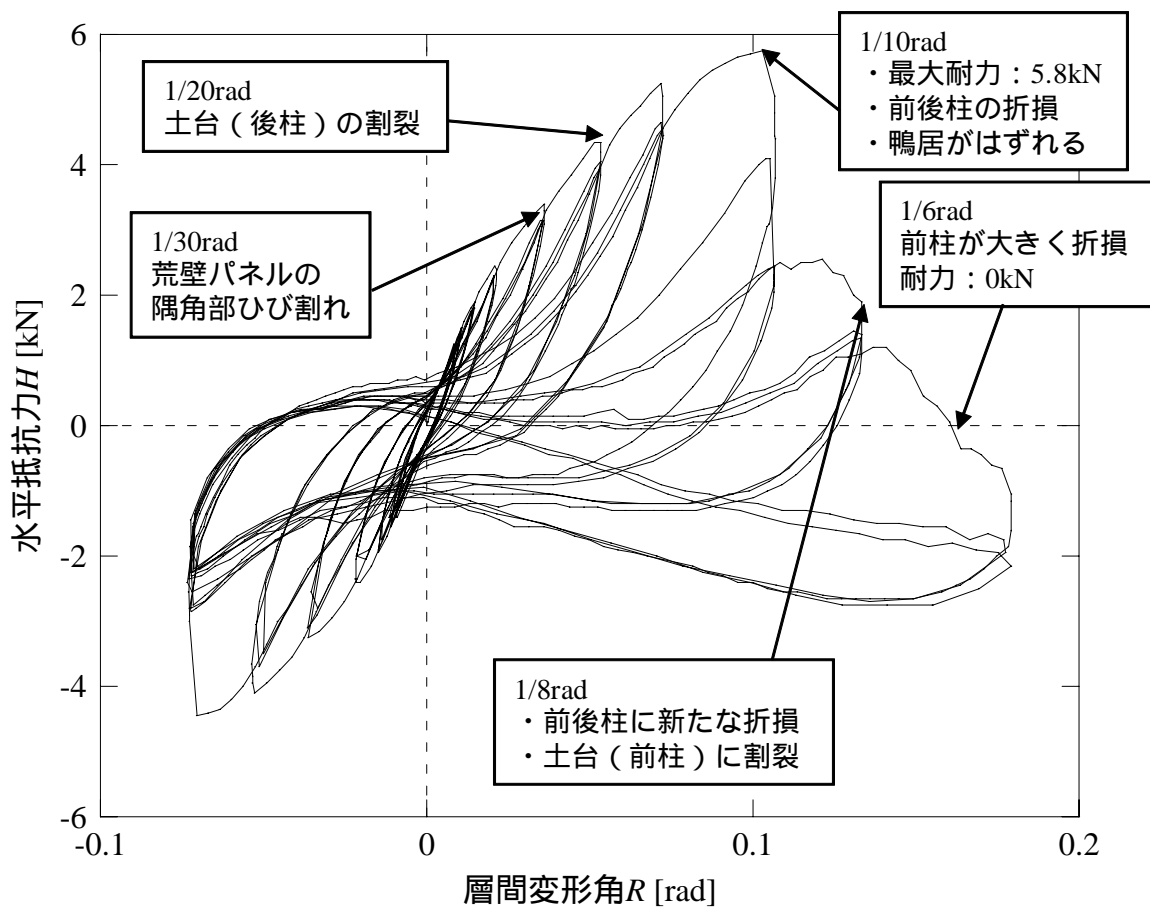 水平抵抗力H [kN]
6
4
2
0
-2
-4
-6
1/20rad
土台（後柱）の割裂
1/30rad
荒壁パネルの
隅角部ひび割れ
1/10rad
・最大耐力：5.8kN
・前後柱の折損
・鴨居がはずれる
1/6rad
前柱が大きく折損
耐力：0kN
1/8rad
・前後柱に新たな折損
・土台（前柱）に割裂
-0.1
0
0.1
0.2
層間変形角R [rad]